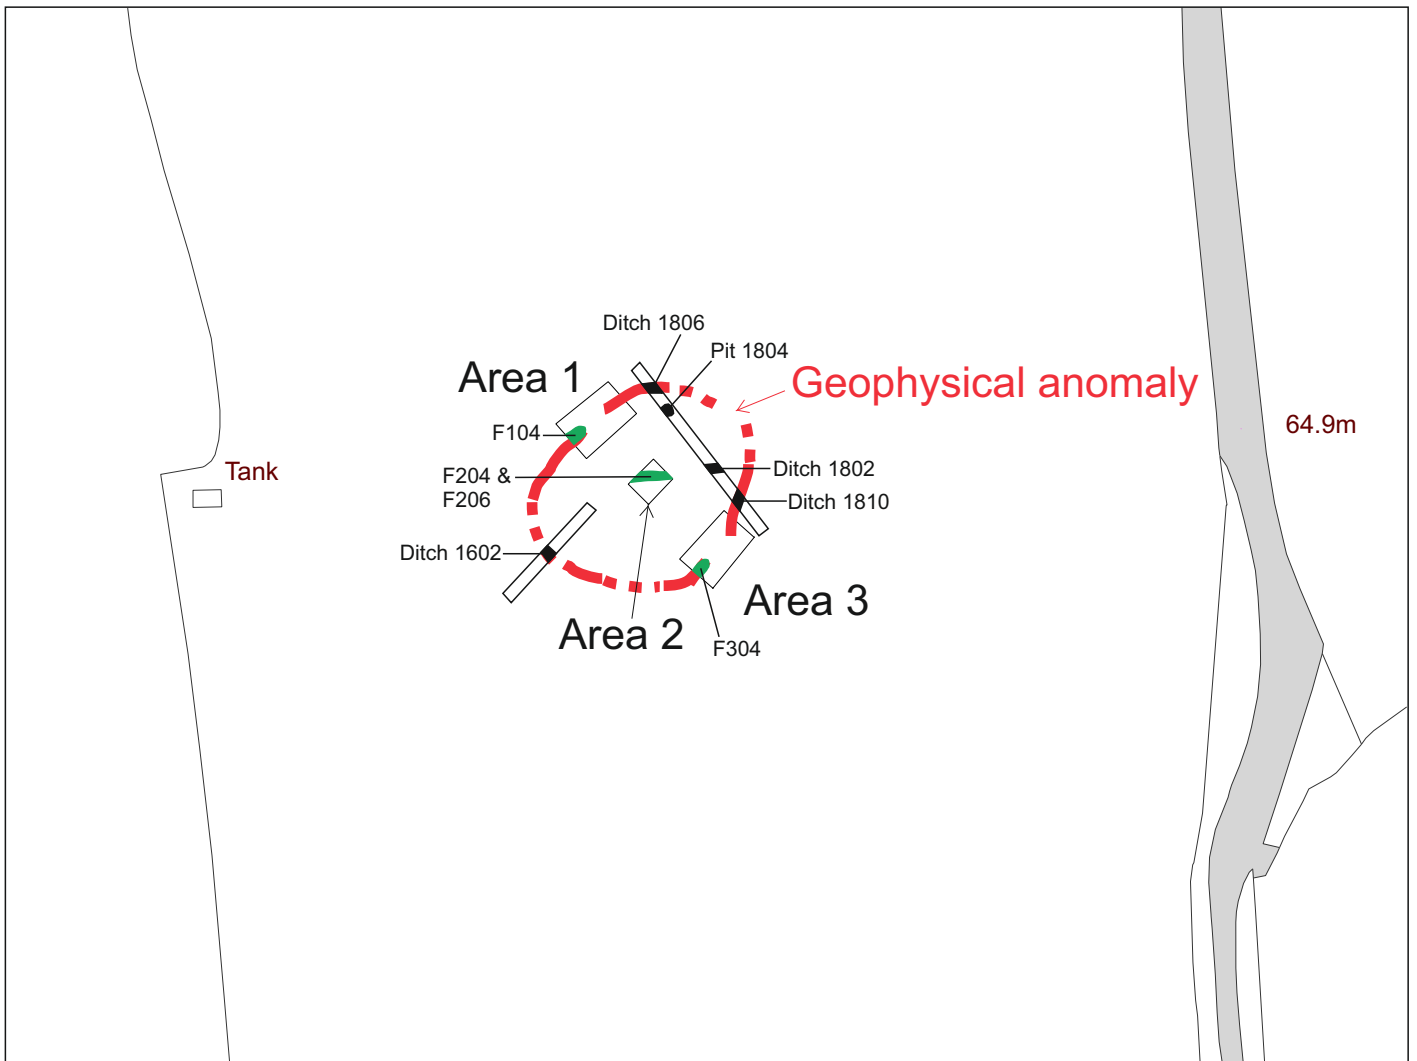 Ditch 1806
Pit 1804
Area 1
Geophysical anomaly
64.9m
F104
Tank
F204 &
F206
Ditch 1802
Ditch 1810
Ditch 1602
Area 3
Area 2
F304